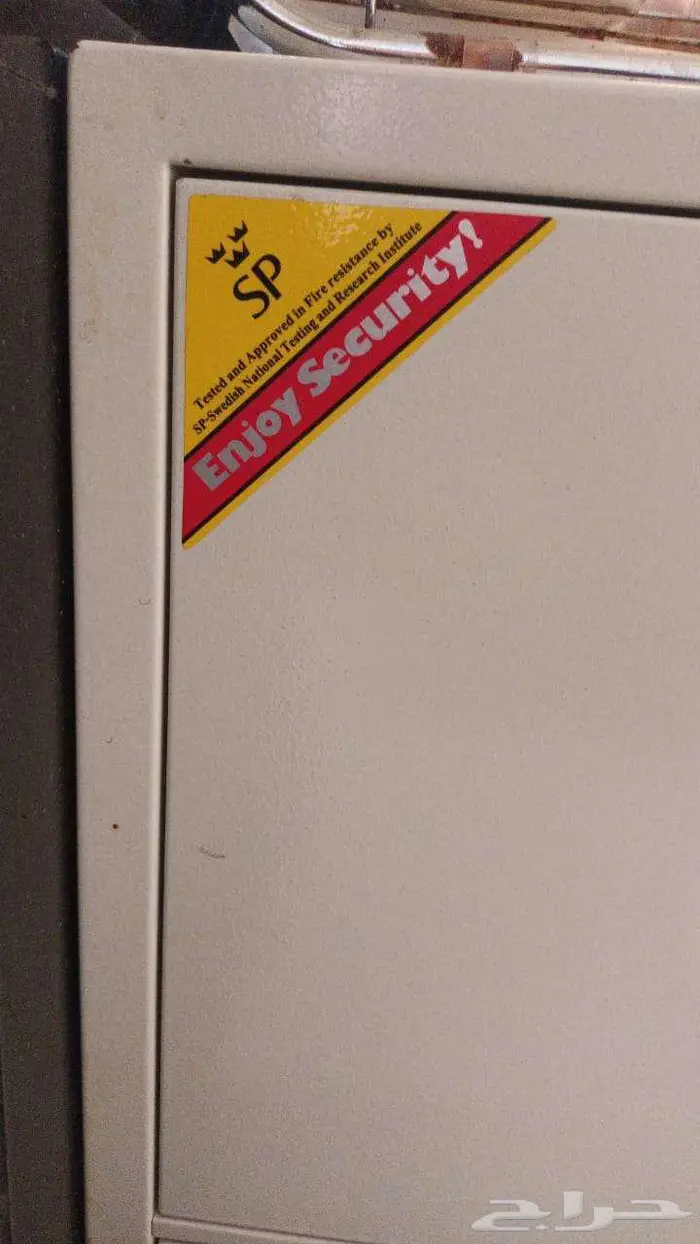 SP
Tested and Approved in Fire resistance by
SP-Swedish National Testing and Research Institute
Enjoy Security!
حراج